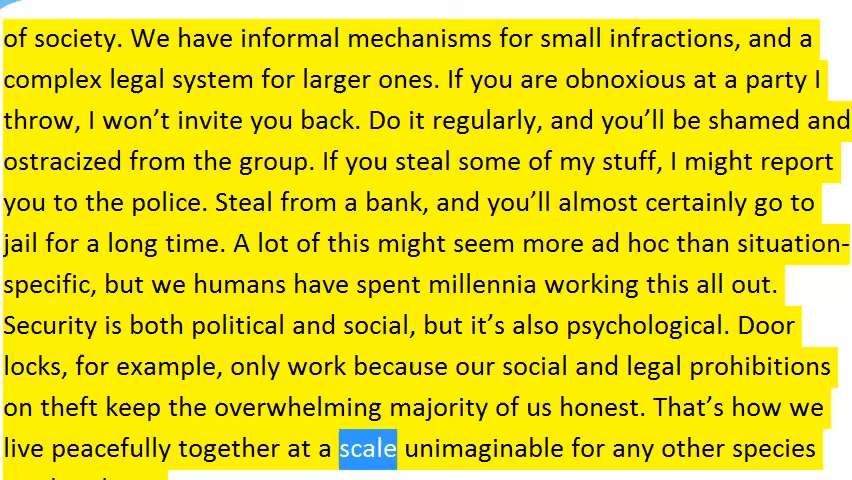 of society. We have informal mechanisms for small infractions, and a
complex legal system for larger ones. If you are obnoxious at a party I
throw, I won’t invite you back. Do it regularly, and you’ll be shamed and
ostracized from the group. If you steal some of my stuff, I might report
you to the police. Steal from a bank, and you’ll almost certainly go to
jail for a long time. A lot of this might seem more ad hoc than situation-
specific, but we humans have spent millennia working this all out.
Security is both political and social, but it’s also psychological. Door
locks, for example, only work because our social and legal prohibitions
on theft keep the overwhelming majority of us honest. That’s how we
live peacefully together at a scale unimaginable for any other species